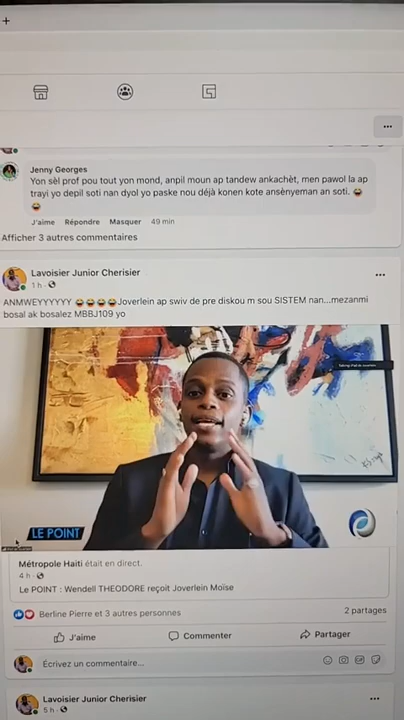 Jenny Georges
Yon sèl prof pou tout yon mond, anpil moun ap tandew ankachèt, men pawol la ap
trayi yo depil soti nan dyol yo paske nou déjà konen kote ansènyeman an soti. 😂
😂
J'aime Répondre Masquer 49 min
Afficher 3 autres commentaires
Lavoisier Junior Cherisier
1 h
ANMWEYYYYYY 😂😂😂😂Joverlein ap swiv de pre diskou m sou SISTEM nan...mezanmi
bosal ak bosalez MBBJ109 yo
LE POINT
Métropole Haiti était en direct.
4 h
Le POINT : Wendell THEODORE reçoit Joverlein Moïse
Berline Pierre et 3 autres personnes 2 partages
J'aime Commenter Partager
Écrivez un commentaire...
Lavoisier Junior Cherisier
5 h